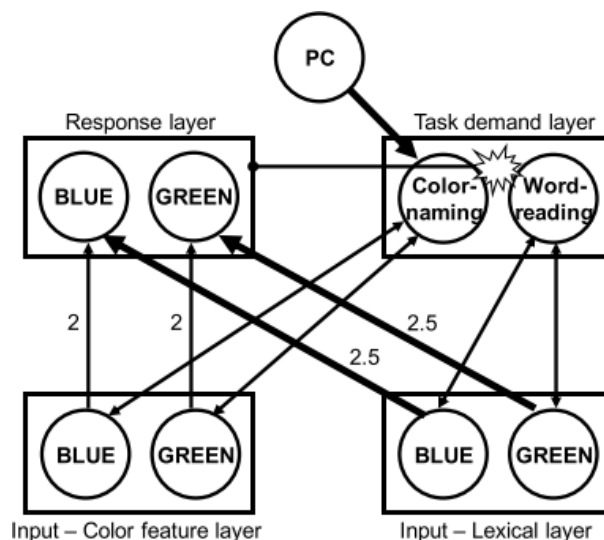 PC
Response layer
Task demand layer
BLUE
GREEN
Color-
naming
Word-
reading
2
2
2.5
2.5
BLUE
GREEN
BLUE
GREEN
Input – Color feature layer
Input – Lexical layer